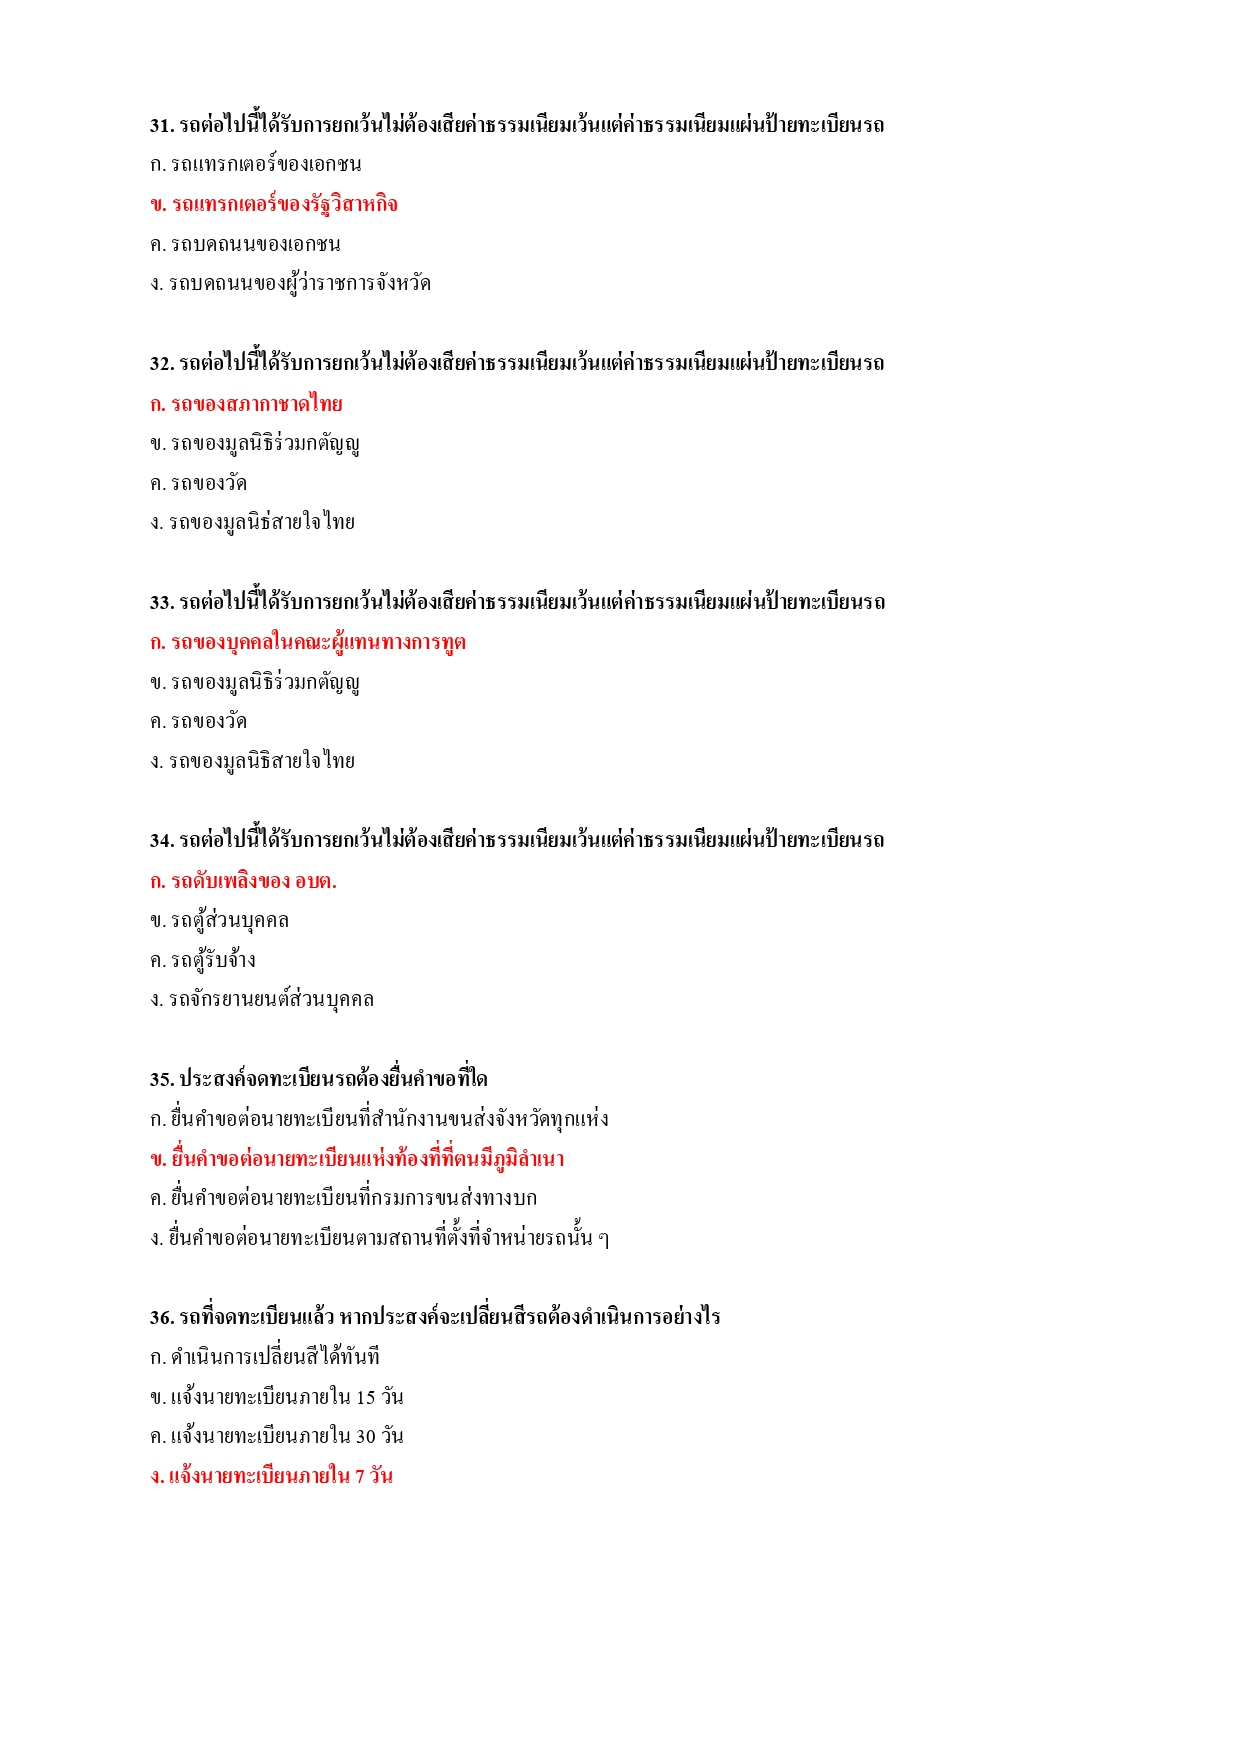 31. รถต่อไปนี้ได้รับการยกเว้นไม่ต้องเสียค่าธรรมเนียมเว้นแต่ค่าธรรมเนียมแผ่นป้ายทะเบียนรถ
ก. รถแทรกเตอร์ของเอกชน
ข. รถแทรกเตอร์ของรัฐวิสาหกิจ
ค. รถบดถนนของเอกชน
ง. รถบดถนนของผู้ว่าราชการจังหวัด
32. รถต่อไปนี้ได้รับการยกเว้นไม่ต้องเสียค่าธรรมเนียมเว้นแต่ค่าธรรมเนียมแผ่นป้ายทะเบียนรถ
ก. รถของสภากาชาดไทย
ข. รถของมูลนิธิร่วมกตัญญู
ค. รถของวัด
ง. รถของมูลนิธ่สายใจไทย
33. รถต่อไปนี้ได้รับการยกเว้นไม่ต้องเสียค่าธรรมเนียมเว้นแต่ค่าธรรมเนียมแผ่นป้ายทะเบียนรถ
ก. รถของบุคคลในคณะผู้แทนทางการทูต
ข. รถของมูลนิธิร่วมกตัญญู
ค. รถของวัด
ง. รถของมูลนิธิสายใจไทย
34. รถต่อไปนี้ได้รับการยกเว้นไม่ต้องเสียค่าธรรมเนียมเว้นแต่ค่าธรรมเนียมแผ่นป้ายทะเบียนรถ
ก. รถดับเพลิงของ อบต.
ข. รถตู้ส่วนบุคคล
ค. รถตู้รับจ้าง
ง. รถจักรยานยนต์ส่วนบุคคล
35. ประสงค์จดทะเบียนรถต้องยื่นคำขอที่ใด
ก. ยื่นคำขอต่อนายทะเบียนที่สำนักงานขนส่งจังหวัดทุกแห่ง
ข. ยื่นคำขอต่อนายทะเบียนแห่งท้องที่ที่ตนมีภูมิลำเนา
ค. ยื่นคำขอต่อนายทะเบียนที่กรมการขนส่งทางบก
ง. ยื่นคำขอต่อนายทะเบียนตามสถานที่ตั้งที่จำหน่ายรถนั้น ๆ
36. รถที่จดทะเบียนแล้ว หากประสงค์จะเปลี่ยนสีรถต้องดำเนินการอย่างไร
ก. ดำเนินการเปลี่ยนสีได้ทันที
ข. แจ้งนายทะเบียนภายใน 15 วัน
ค. แจ้งนายทะเบียนภายใน 30 วัน
ง. แจ้งนายทะเบียนภายใน 7 วัน